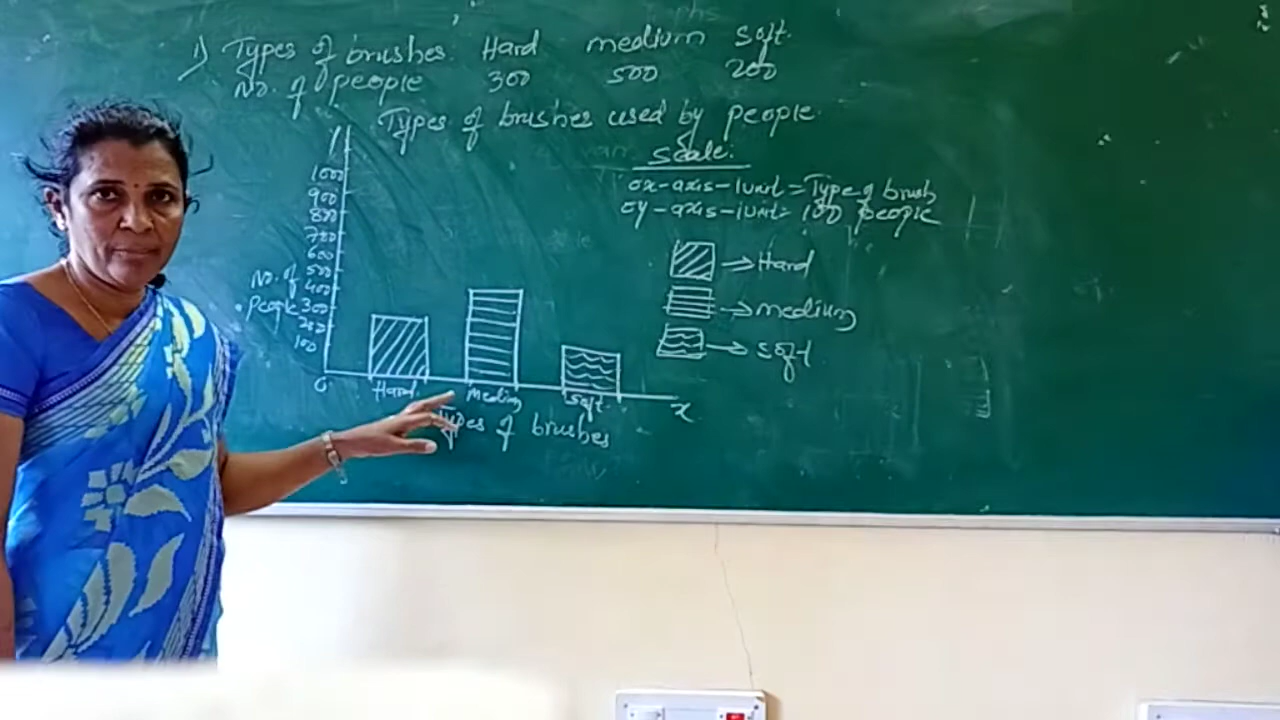 1) Types of brushes Hard medium soft.
No. of people 300 500 200
Types of brushes used by people.
Scale:
ox-axis-1unit = Type of brush
oy-axis-1unit = 100 people
1000
900
800
700
600
500
400
300
200
100
No. of
people
Hard
medium
soft
0
Hard
soft.
x
Types of brushes